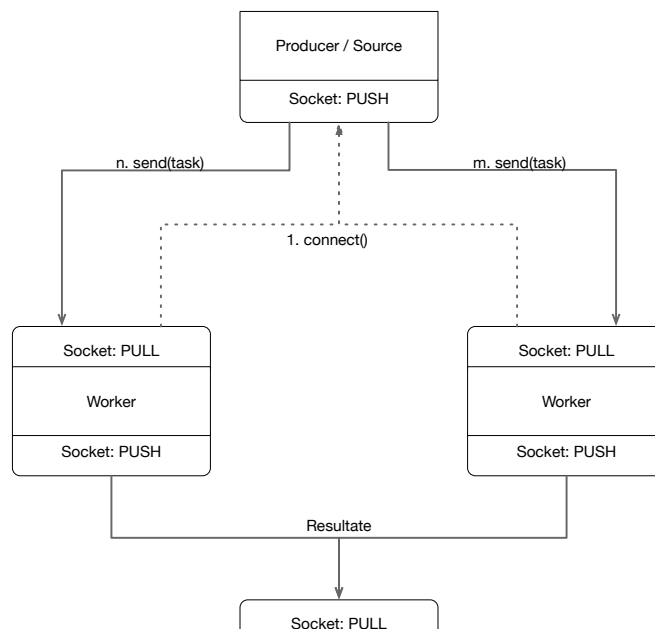 Producer / Source
Socket: PUSH
n. send(task)
m. send(task)
1. connect()
Socket: PULL
Socket: PULL
Worker
Worker
Socket: PUSH
Socket: PUSH
Resultate
Socket: PULL